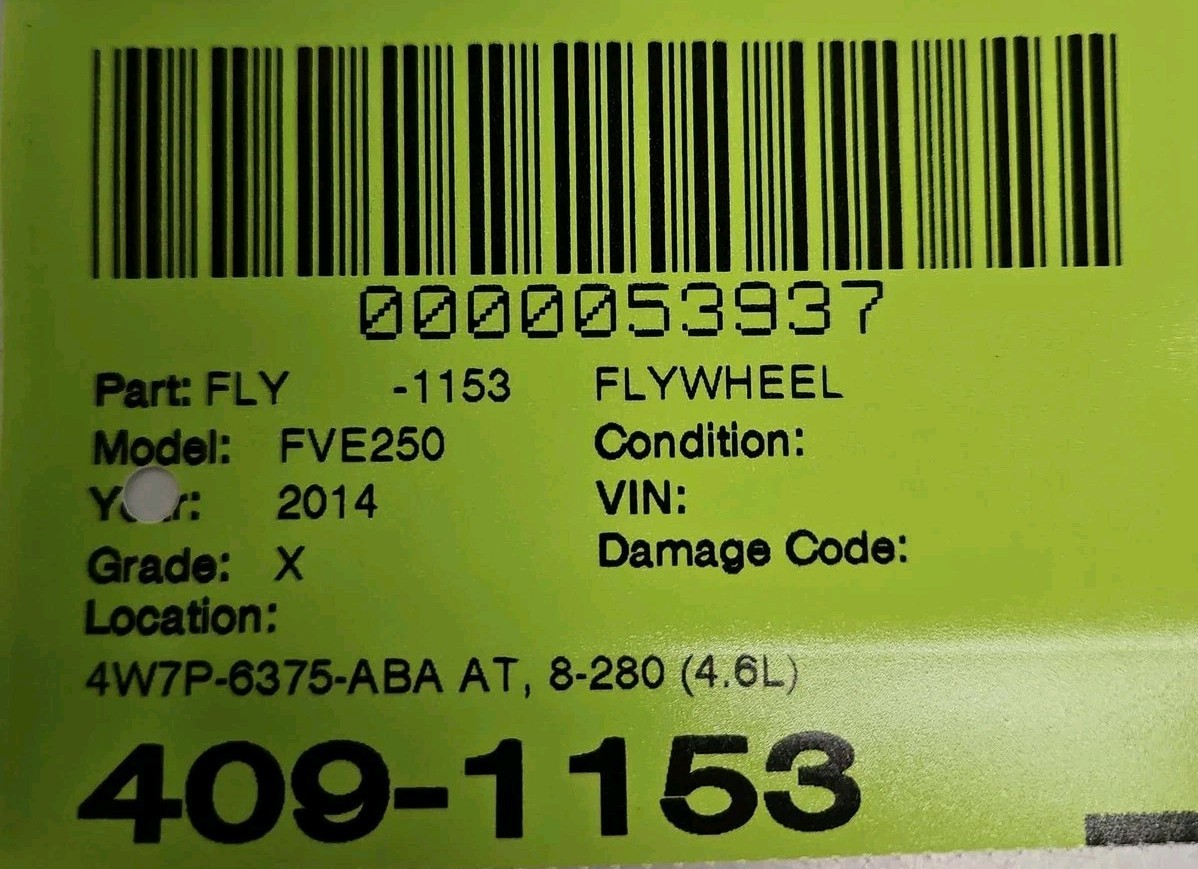 0000053937
Part: FLY -1153 FLYWHEEL
Model: FVE250 Condition:
2014 VIN:
Grade: X Damage Code:
Location:
4W7P-6375-ABA AT, 8-280 (4.6L)
409-1153